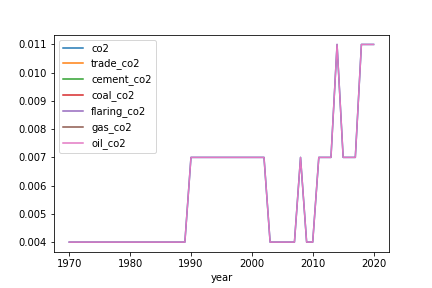 0.011
0.010
0.009
0.008
0.007
0.006
0.005
0.004
co2
trade_co2
cement_co2
coal_co2
flaring_co2
gas_co2
oil_co2
1970 1980 1990 2000 2010 2020
year